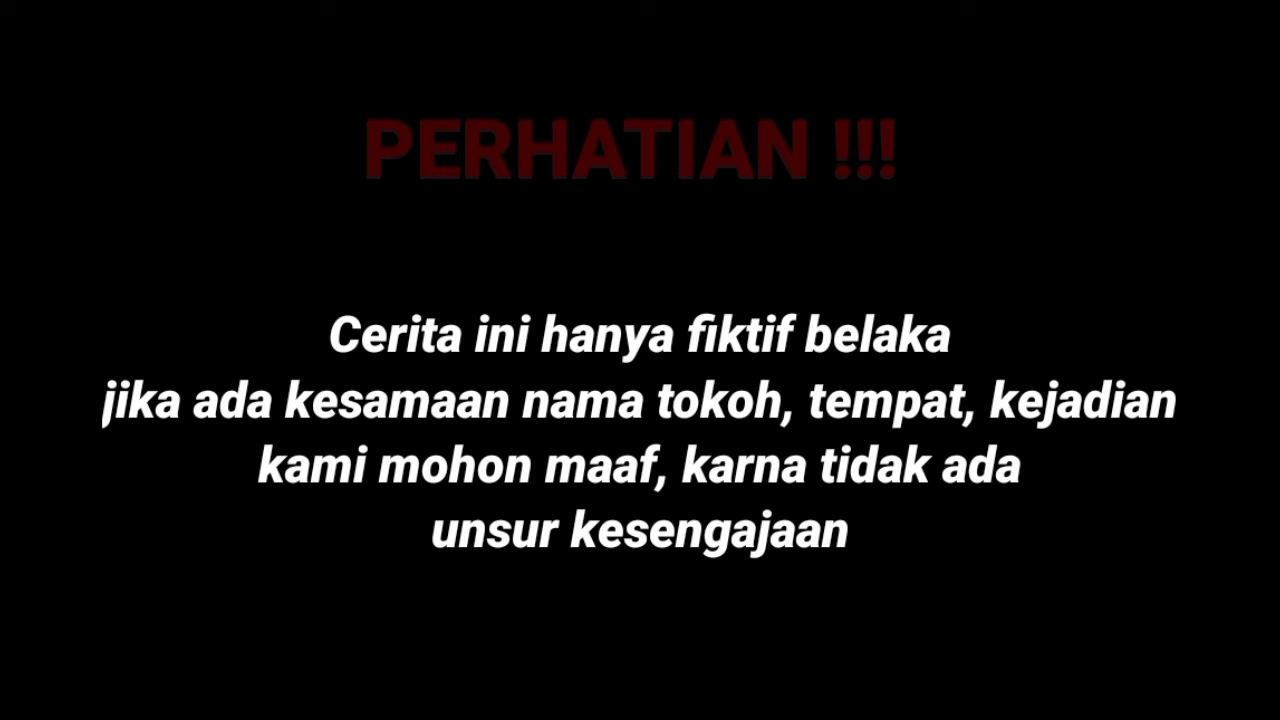 PERHATIAN !!!
Cerita ini hanya fiktif belaka
jika ada kesamaan nama tokoh, tempat, kejadian
kami mohon maaf, karna tidak ada
unsur kesengajaan